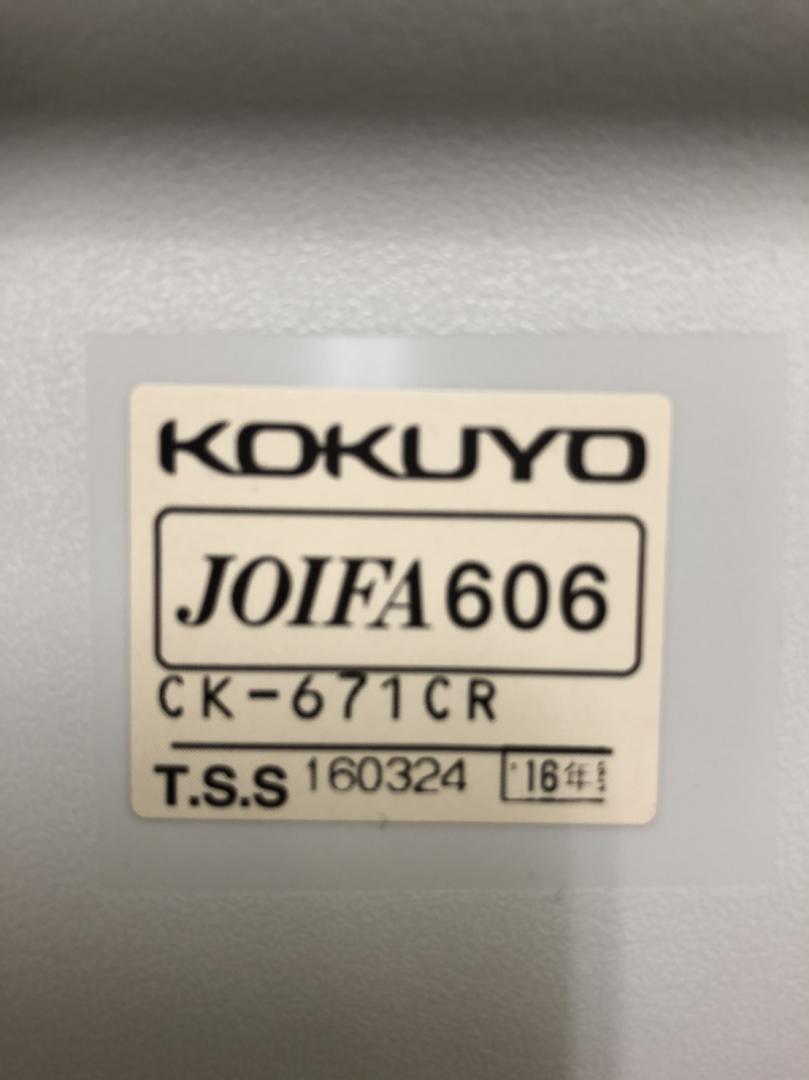 KOKUYO
JOIFA606
CK-671CR
T.S.S 160324 '16年